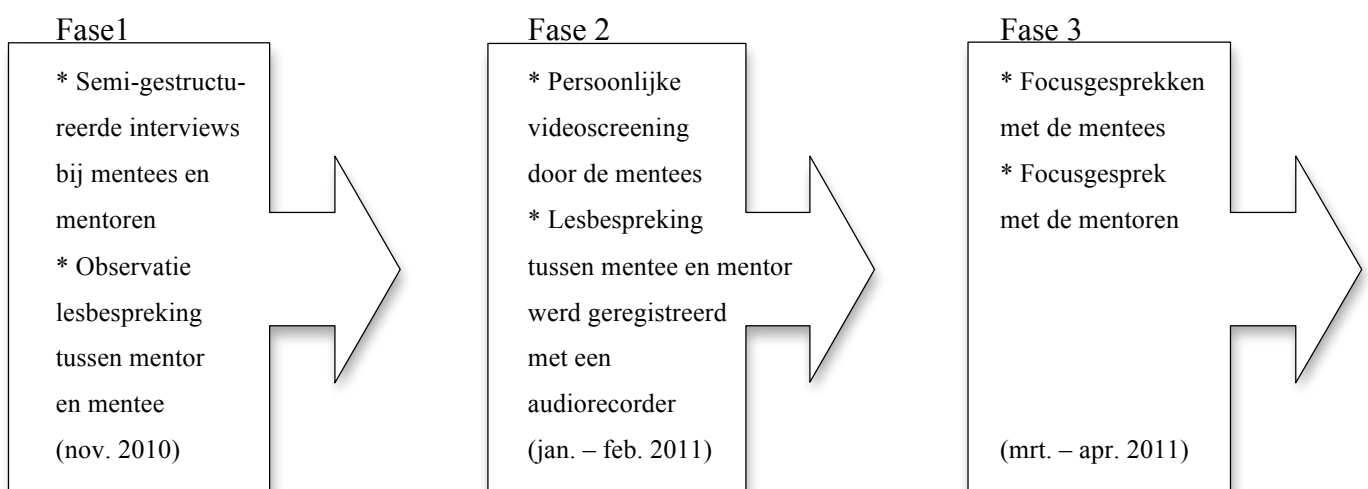 Fase1
* Semi-gestructu-
reerde interviews
bij mentees en
mentoren
* Observatie
lesbespreking
tussen mentor
en mentee
(nov. 2010)
Fase 2
* Persoonlijke
videoscreening
door de mentees
* Lesbespreking
tussen mentee en mentor
werd geregistreerd
met een
audiorecorder
(jan. – feb. 2011)
Fase 3
* Focusgesprekken
met de mentees
* Focusgesprek
met de mentoren
(mrt. – apr. 2011)